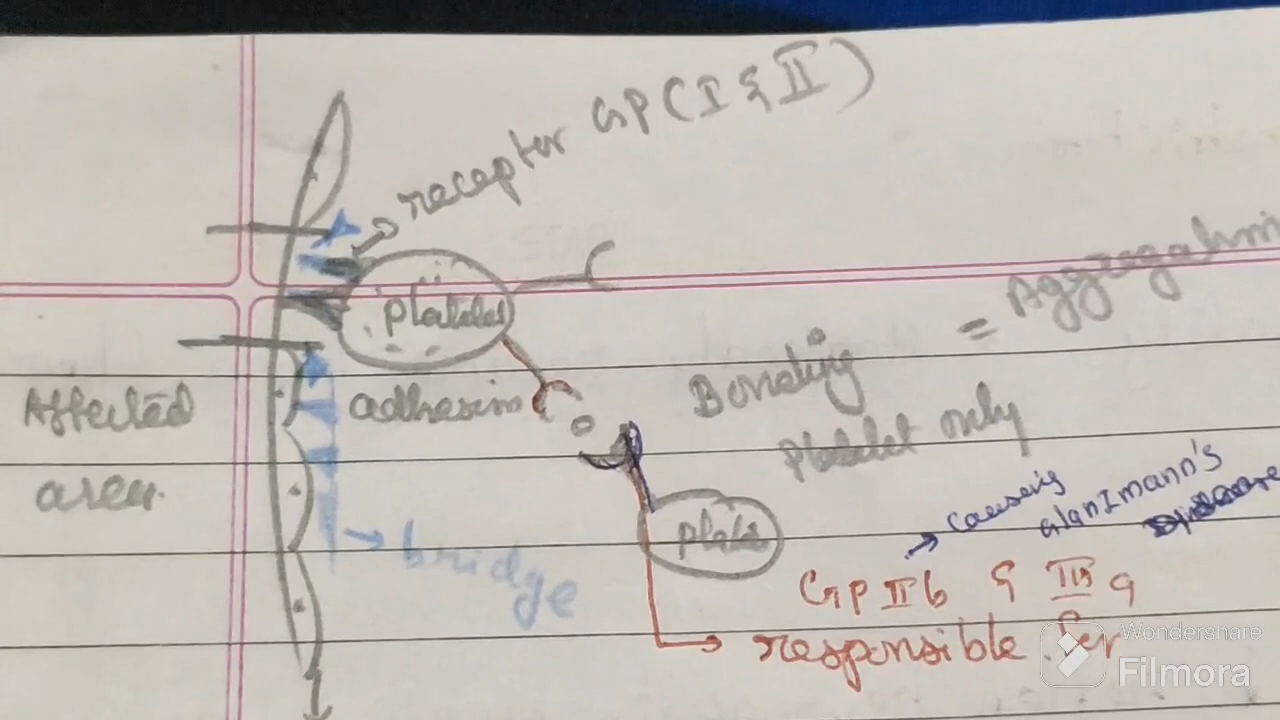 receptor GP(I & II)
Platelet
= Aggregation
Affected
area.
adhesion
Bonding
Platelet only
bridge
Plate
causing
glanzmann's
GP IIb & IIIa
responsible for
Wondershare
Filmora